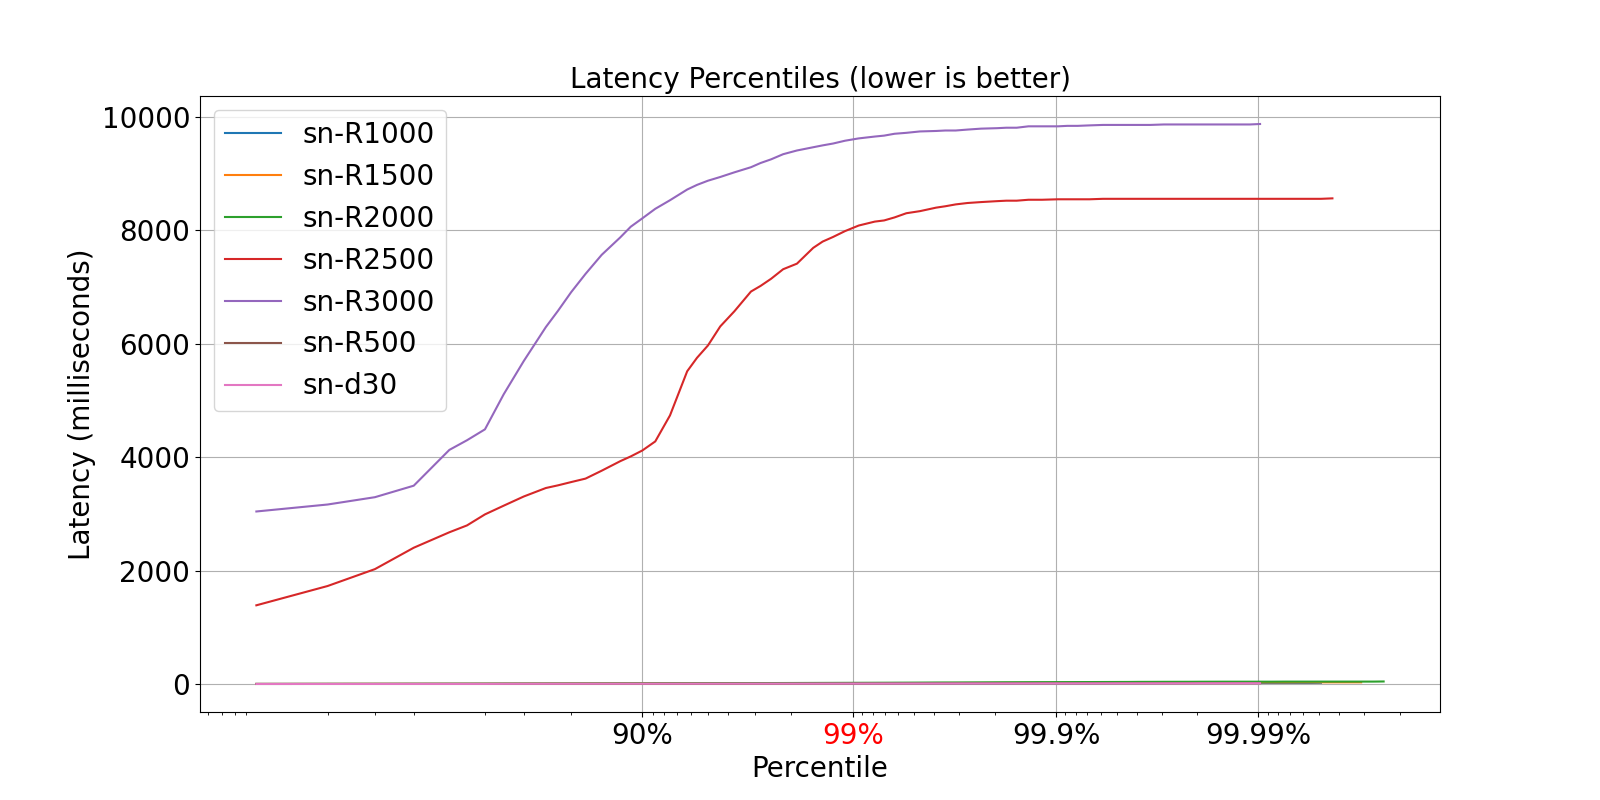 Latency Percentiles (lower is better)
10000
8000
6000
4000
2000
0
Latency (milliseconds)
sn-R1000
sn-R1500
sn-R2000
sn-R2500
sn-R3000
sn-R500
sn-d30
90% 99% 99.9% 99.99%
Percentile